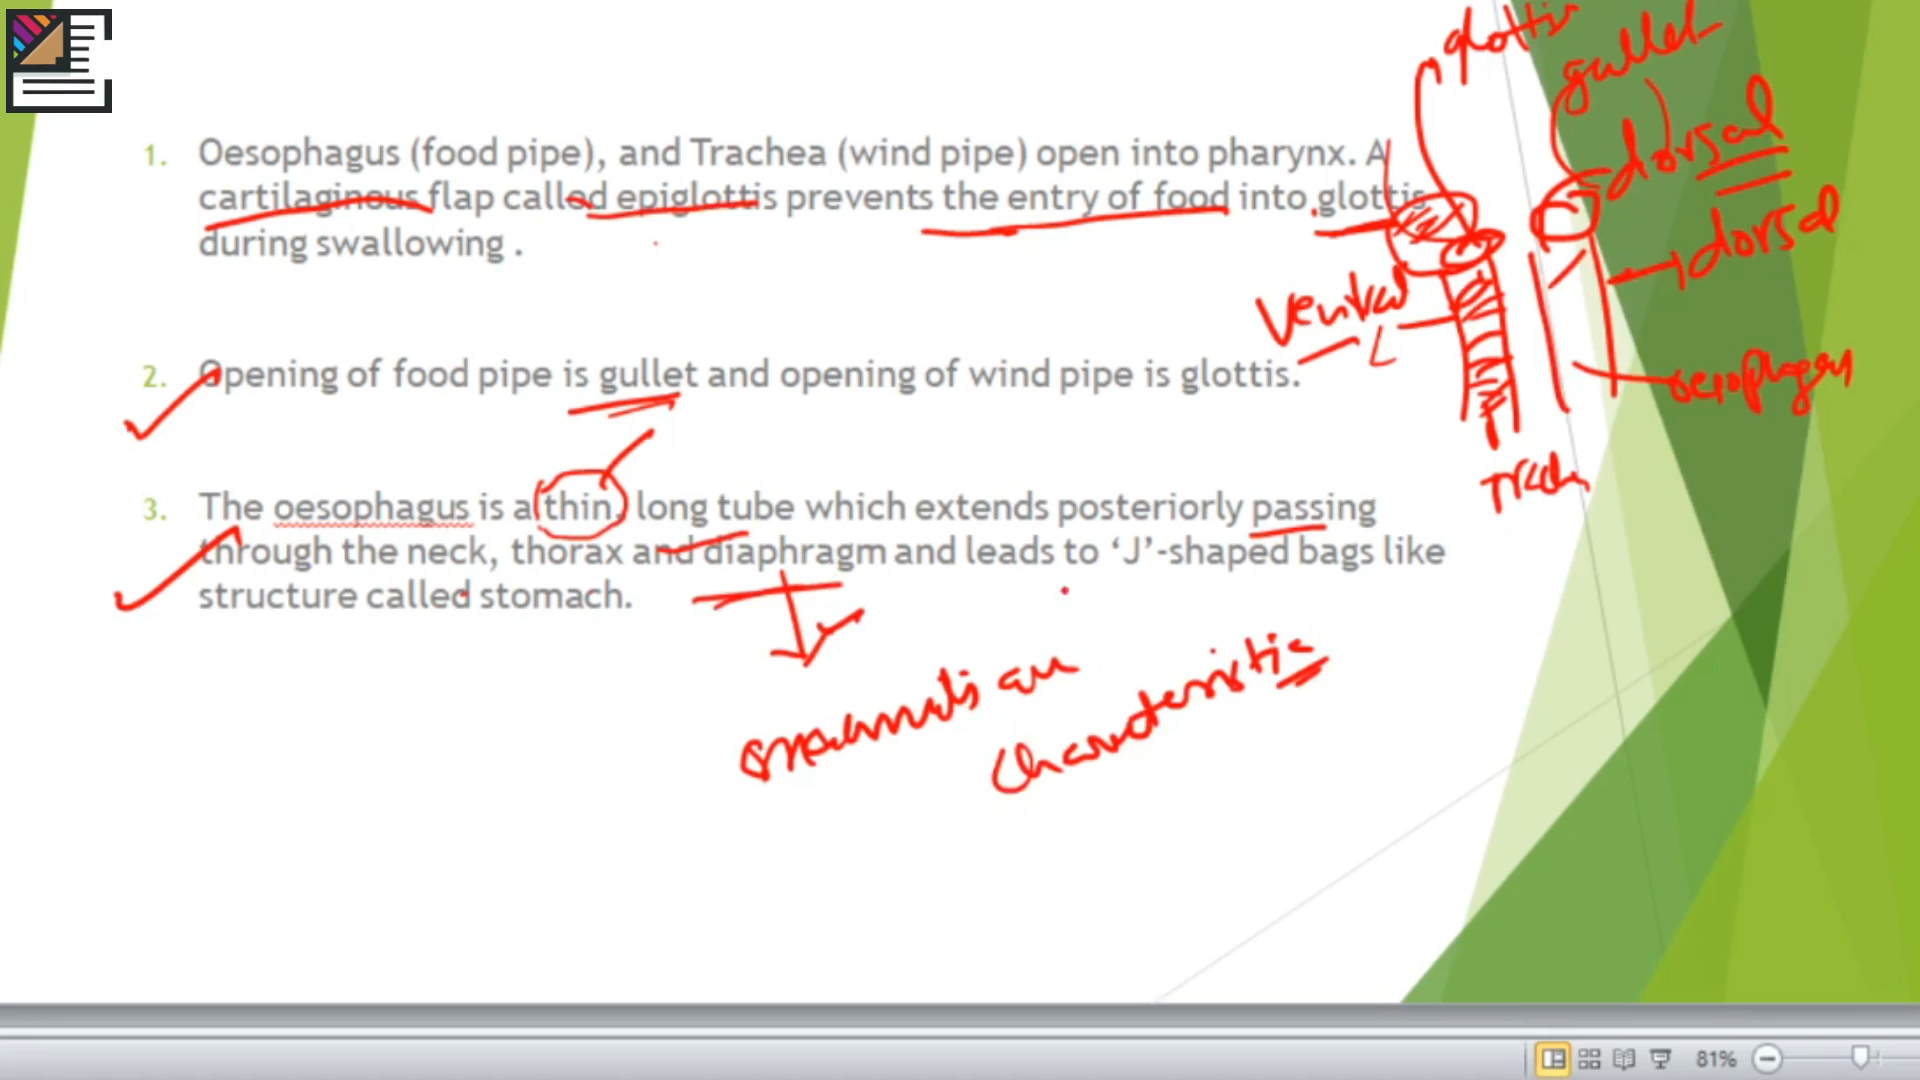 glottis
gullet
dorsal
1. Oesophagus (food pipe), and Trachea (wind pipe) open into pharynx. A
cartilaginous flap called epiglottis prevents the entry of food into glottis
during swallowing .
dorsal
ventral
2. Opening of food pipe is gullet and opening of wind pipe is glottis.
oesophagus
3. The oesophagus is a thin, long tube which extends posteriorly passing
through the neck, thorax and diaphragm and leads to ‘J’-shaped bags like
structure called stomach.
characteristic
81%